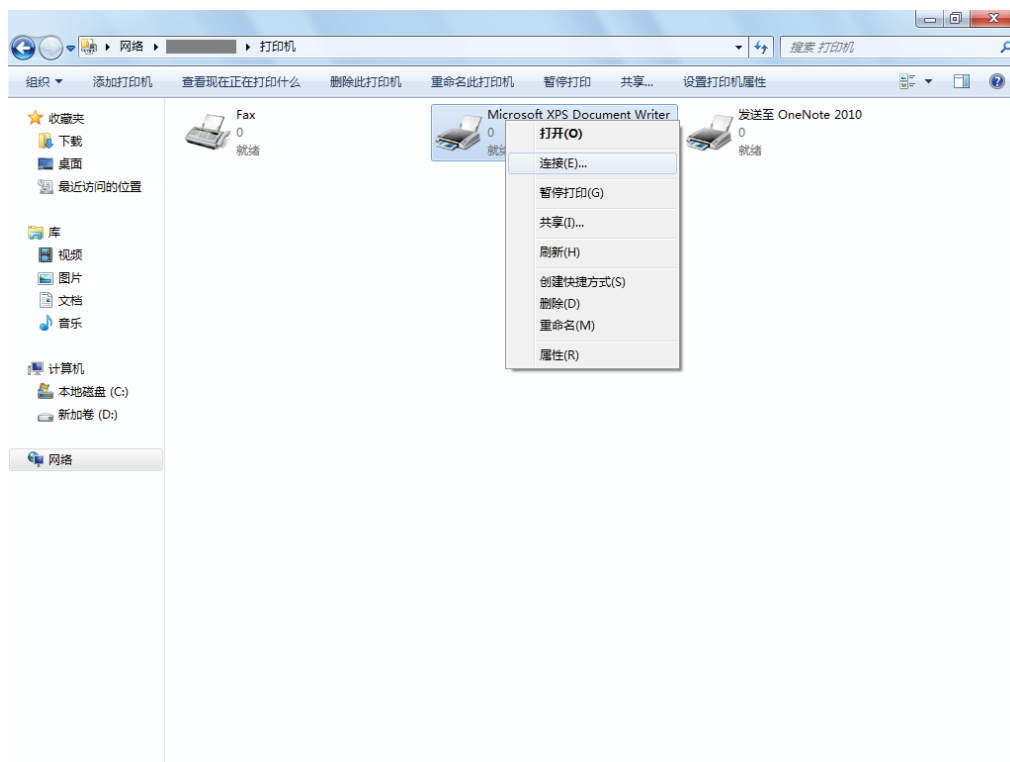 网络 打印机
搜索 打印机
组织 添加打印机 查看现在正在打印什么 删除此打印机 重命名此打印机 暂停打印 共享... 设置打印机属性
收藏夹
下载
桌面
最近访问的位置
库
视频
图片
文档
音乐
计算机
本地磁盘 (C:)
新加卷 (D:)
网络
Fax
0
就绪
Microsoft XPS Document Writer
0
就绪
发送至 OneNote 2010
0
就绪
打开(O)
连接(E)...
暂停打印(G)
共享(I)...
刷新(H)
创建快捷方式(S)
删除(D)
重命名(M)
属性(R)